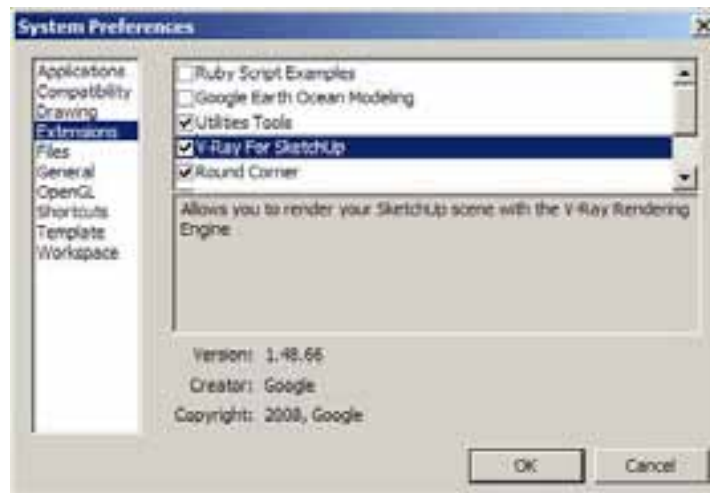 System Preferences
Applications
Compatibility
Drawing
Extensions
Files
General
OpenGL
Shortcuts
Template
Workspace
Ruby Script Examples
Google Earth Ocean Modeling
Utilities Tools
V-Ray For SketchUp
Round Corner
Allows you to render your SketchUp scene with the V-Ray Rendering
Engine
Version: 1.48.66
Creator: Google
Copyright: 2008, Google
OK Cancel